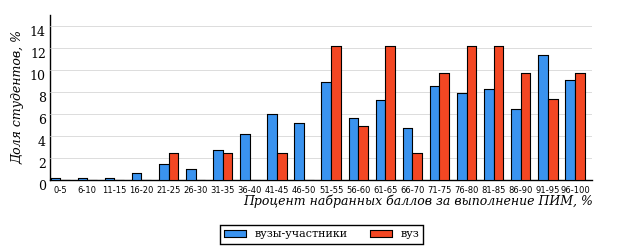 Доля студентов, %
14
12
10
8
6
4
2
0
0-5 6-10 11-15 16-20 21-25 26-30 31-35 36-40 41-45 46-50 51-55 56-60 61-65 66-70 71-75 76-80 81-85 86-90 91-95 96-100
Процент набранных баллов за выполнение ПИМ, %
вузы-участники вуз